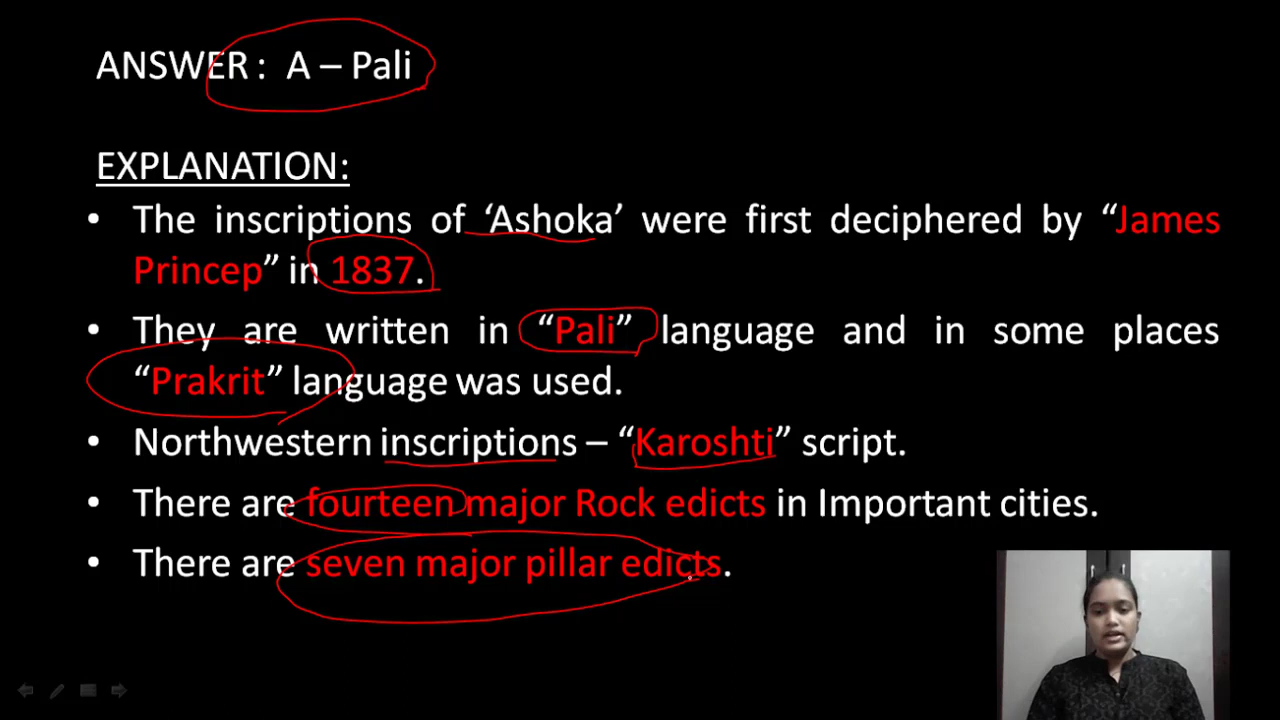 ANSWER : A – Pali
EXPLANATION:
• The inscriptions of ‘Ashoka’ were first deciphered by “James
Princep” in 1837.
• They are written in “Pali” language and in some places
“Prakrit” language was used.
• Northwestern inscriptions – “Karoshti” script.
• There are fourteen major Rock edicts in Important cities.
• There are seven major pillar edicts.